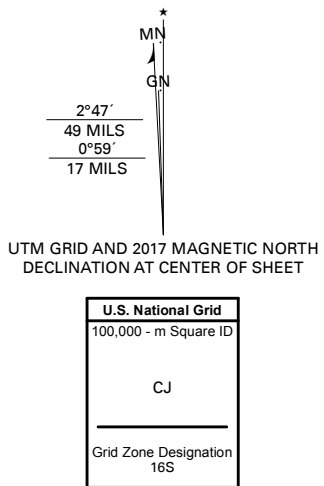 ★
MN
GN
2°47´
49 MILS
0°59´
17 MILS
UTM GRID AND 2017 MAGNETIC NORTH
DECLINATION AT CENTER OF SHEET
U.S. National Grid
100,000 - m Square ID
CJ
Grid Zone Designation
16S